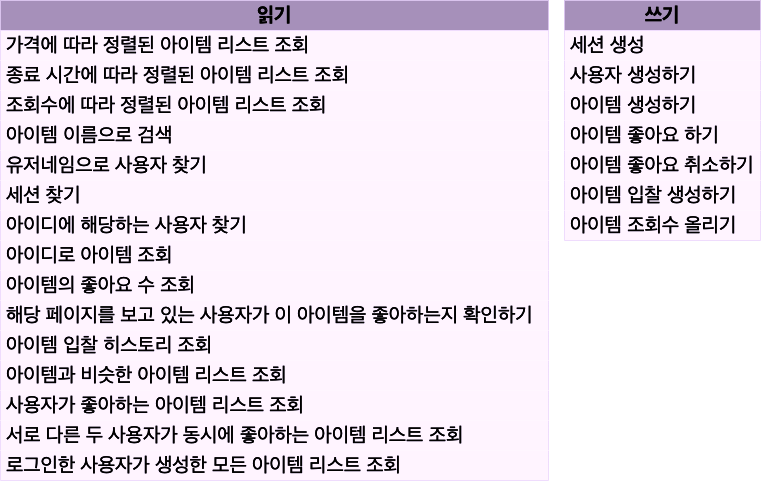 읽기
가격에 따라 정렬된 아이템 리스트 조회
종료 시간에 따라 정렬된 아이템 리스트 조회
조회수에 따라 정렬된 아이템 리스트 조회
아이템 이름으로 검색
유저네임으로 사용자 찾기
세션 찾기
아이디에 해당하는 사용자 찾기
아이디로 아이템 조회
아이템의 좋아요 수 조회
해당 페이지를 보고 있는 사용자가 이 아이템을 좋아하는지 확인하기
아이템 입찰 히스토리 조회
아이템과 비슷한 아이템 리스트 조회
사용자가 좋아하는 아이템 리스트 조회
서로 다른 두 사용자가 동시에 좋아하는 아이템 리스트 조회
로그인한 사용자가 생성한 모든 아이템 리스트 조회
쓰기
세션 생성
사용자 생성하기
아이템 생성하기
아이템 좋아요 하기
아이템 좋아요 취소하기
아이템 입찰 생성하기
아이템 조회수 올리기